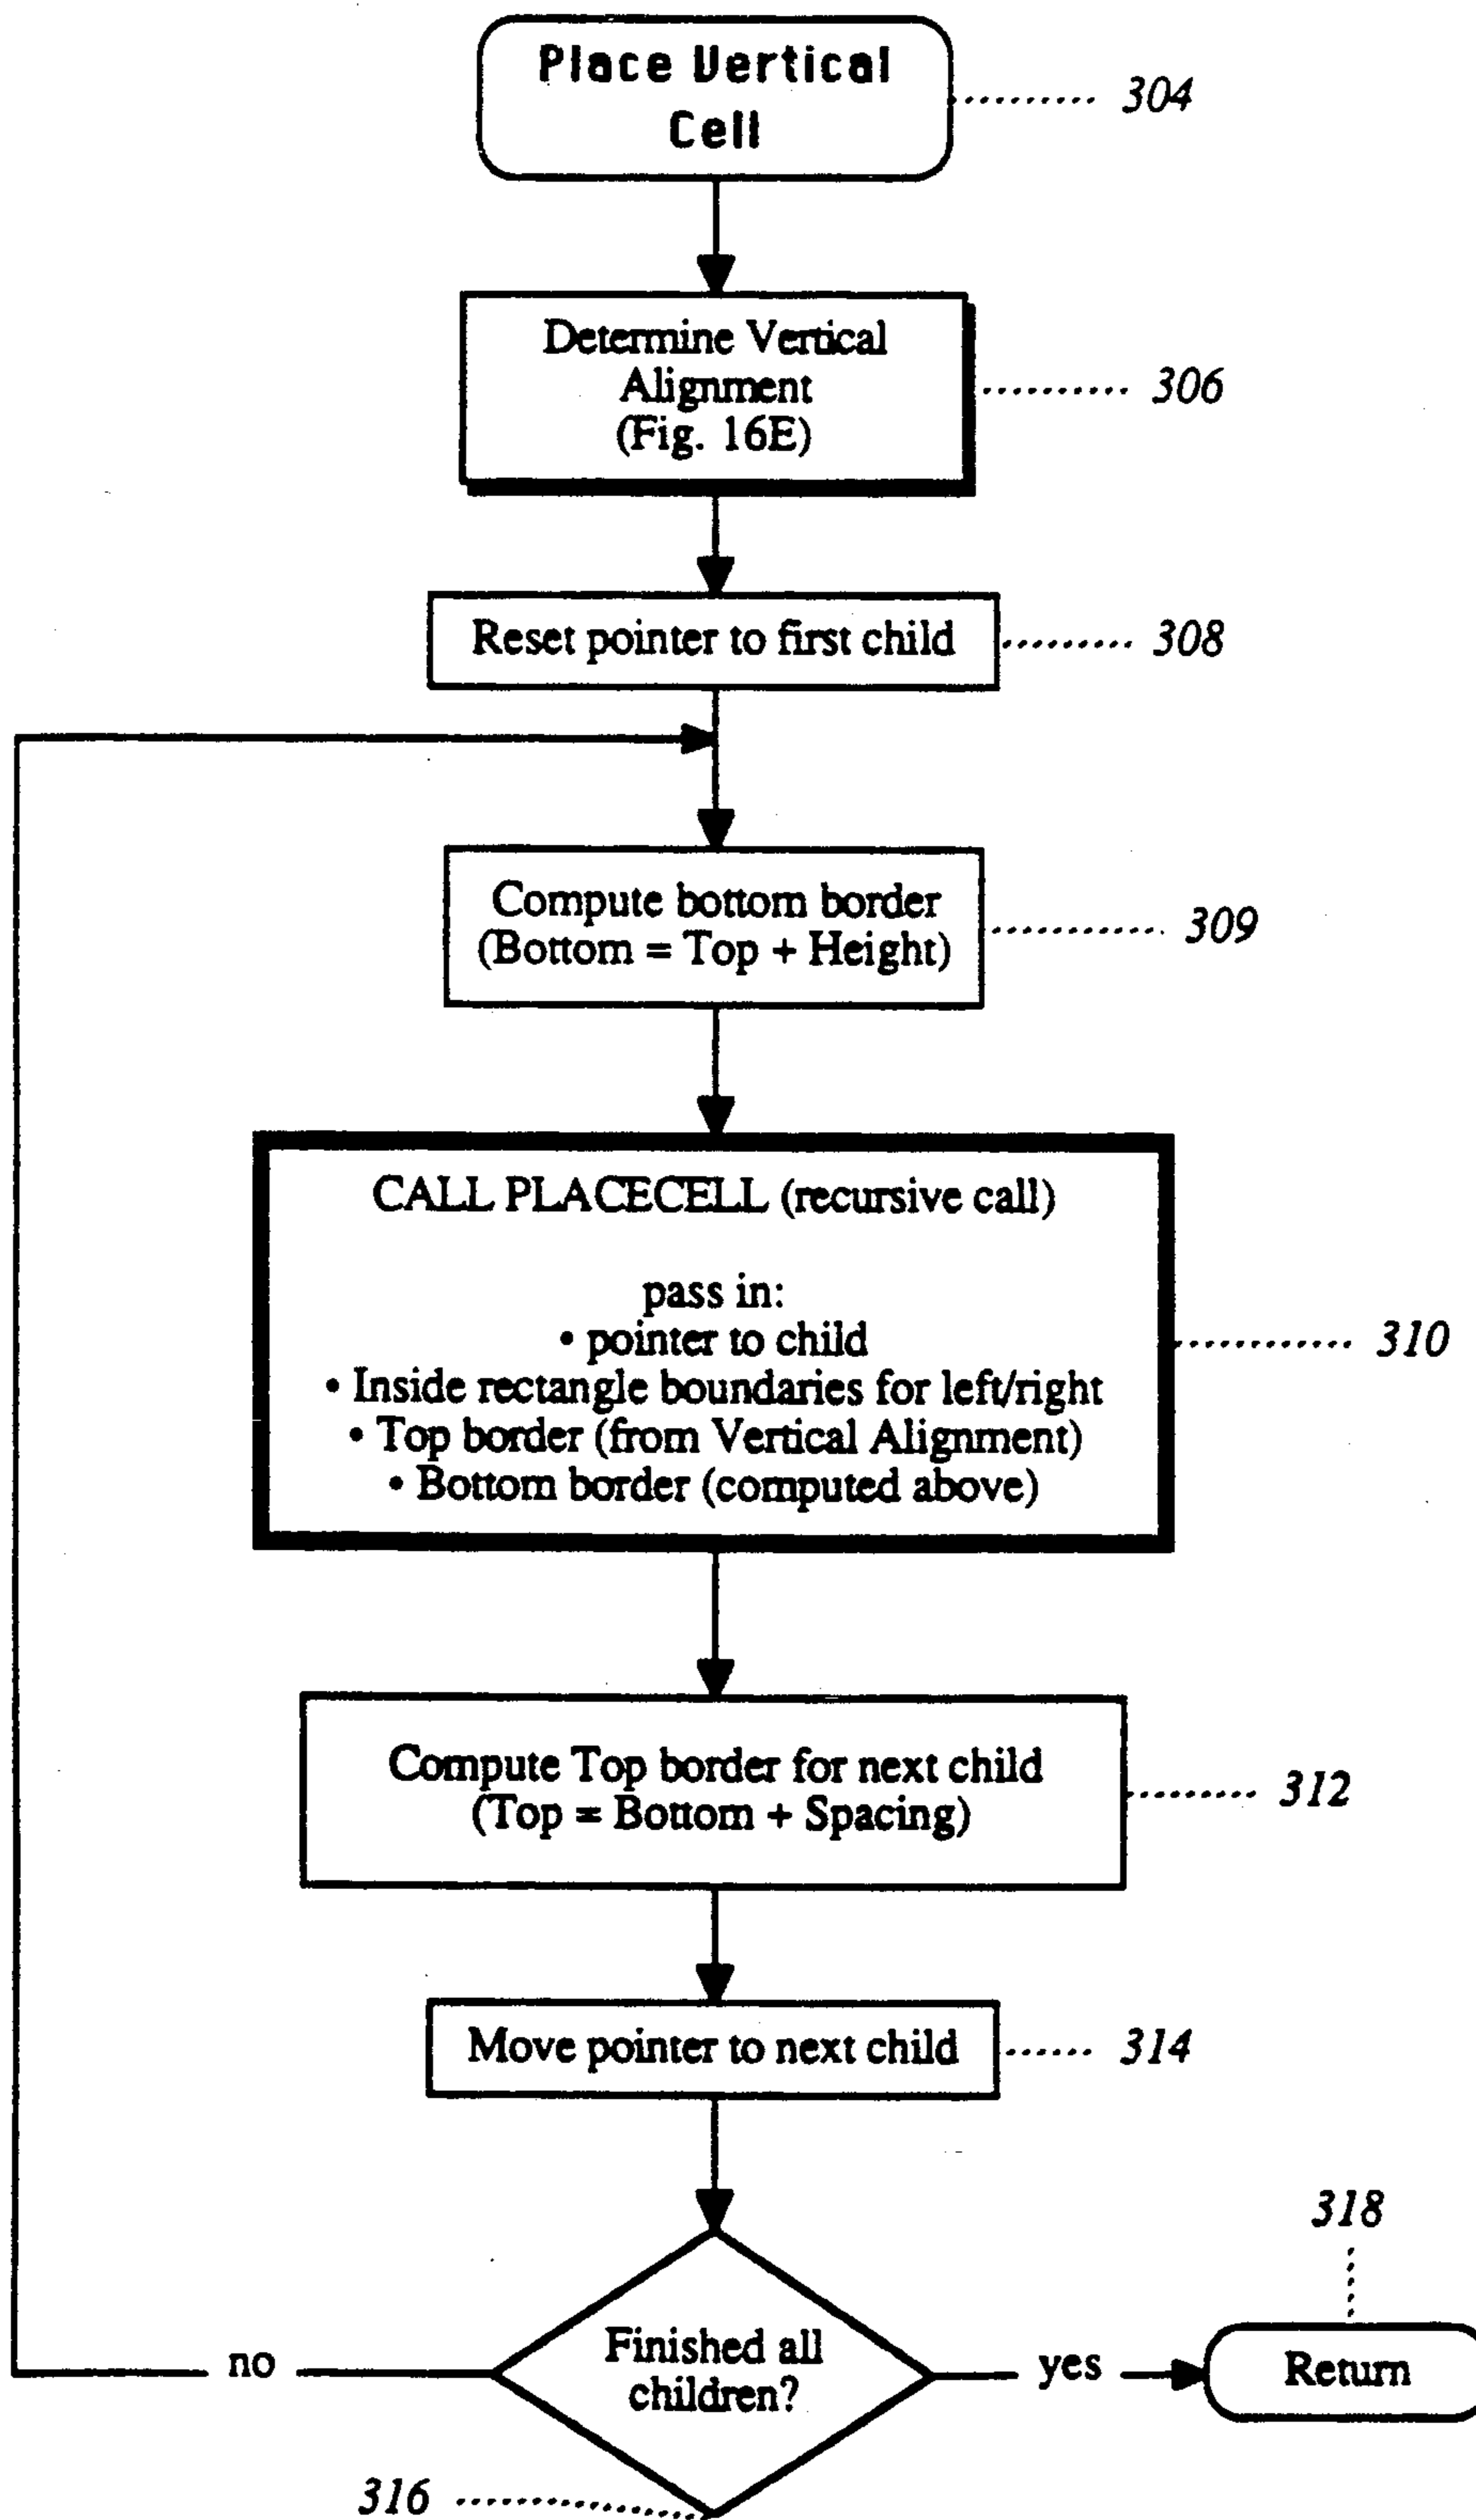 Place Vertical
Cell
304
Determine Vertical
Alignment
(Fig. 16E)
306
Reset pointer to first child
308
Compute bottom border
(Bottom = Top + Height)
309
CALL PLACECELL (recursive call)
pass in:
• pointer to child
• Inside rectangle boundaries for left/right
• Top border (from Vertical Alignment)
• Bottom border (computed above)
310
Compute Top border for next child
(Top = Bottom + Spacing)
312
Move pointer to next child
314
318
Finished all
children?
no
yes
Return
316